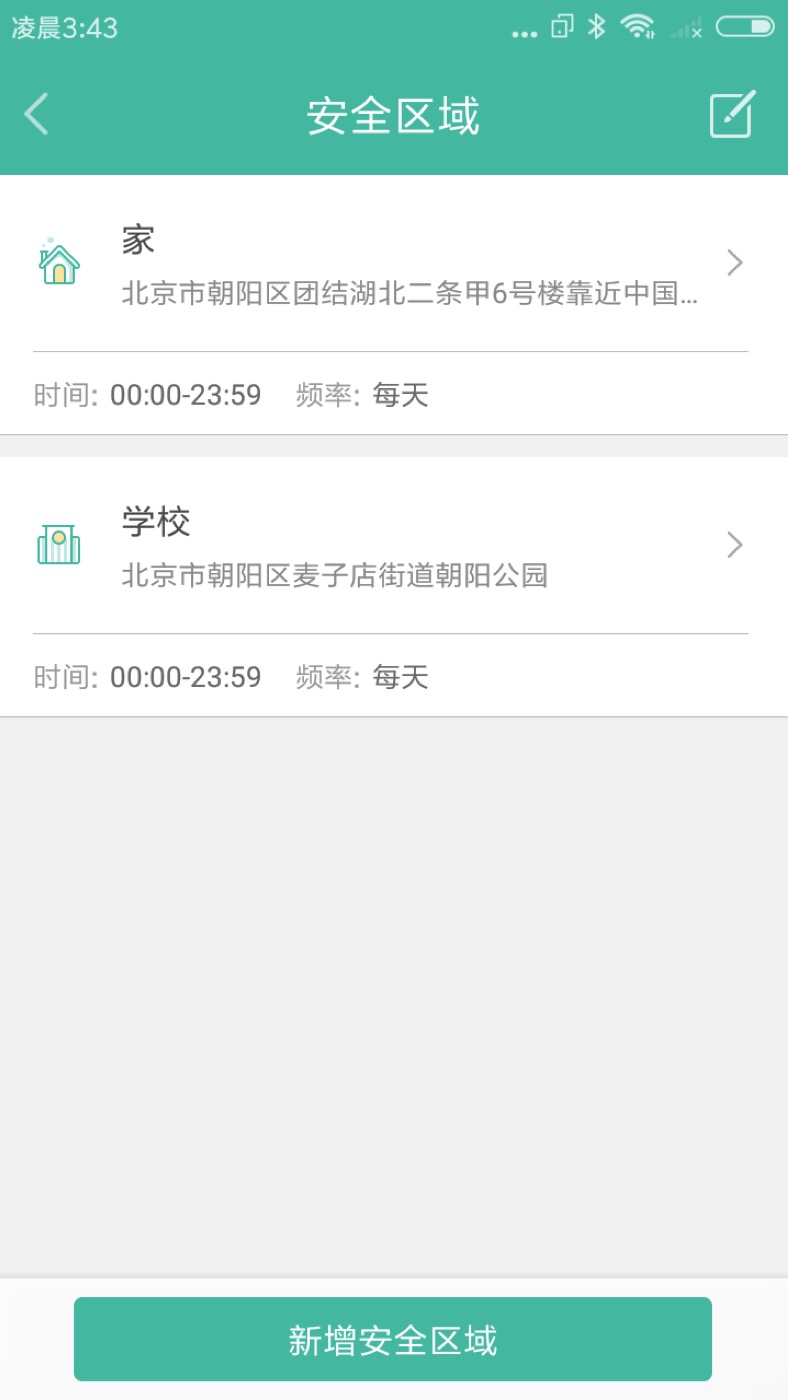 凌晨3:43
安全区域
家
北京市朝阳区团结湖北二条甲6号楼靠近中国...
时间: 00:00-23:59 频率: 每天
学校
北京市朝阳区麦子店街道朝阳公园
时间: 00:00-23:59 频率: 每天
新增安全区域